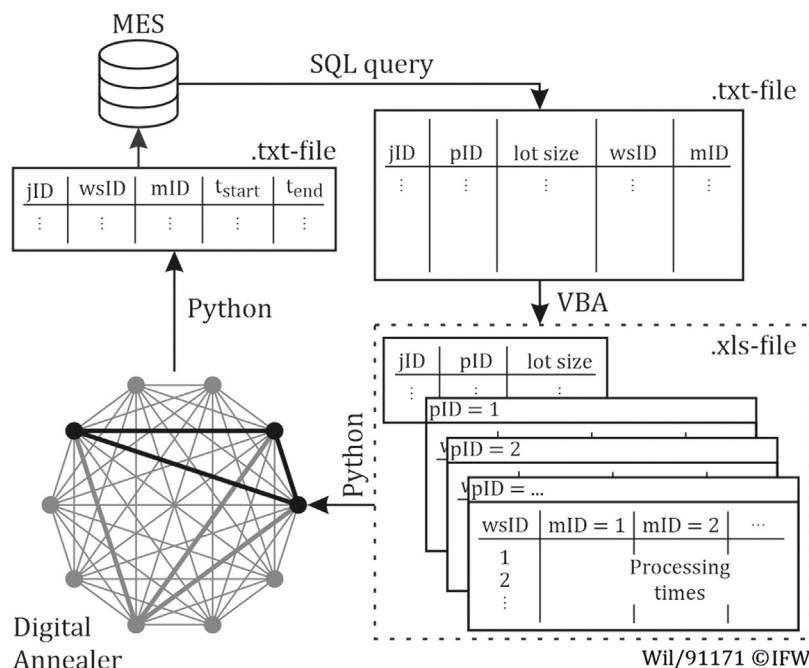 MES
SQL query
.txt-file
jID pID lot size wsID mID
⋮ ⋮ ⋮ ⋮ ⋮
.txt-file
jID wsID mID tstart tend
⋮ ⋮ ⋮ ⋮ ⋮
VBA
Python
.xls-file
jID pID lot size
⋮ ⋮ ⋮
pID = 1
pID = 2
pID = ...
wsID mID = 1 mID = 2 ...
1
2
⋮
Processing
times
Python
Digital
Annealer
Wil/91171 ©IFW